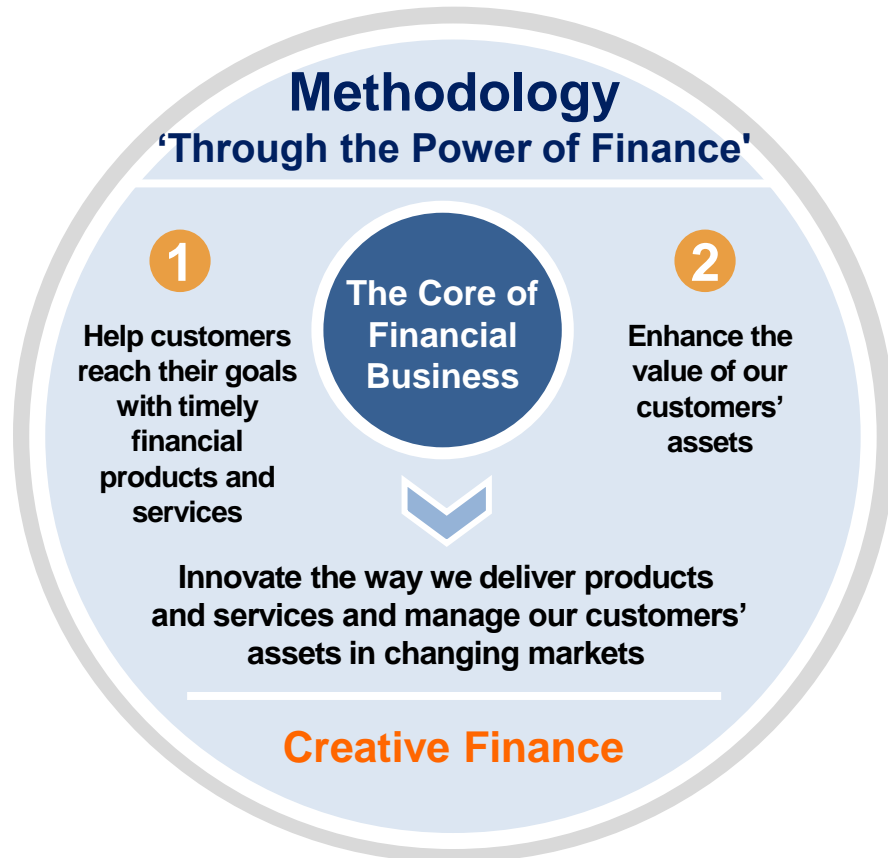 Methodology
‘Through the Power of Finance'
1
Help customers
reach their goals
with timely
financial
products and
services
The Core of
Financial
Business
2
Enhance the
value of our
customers’
assets
Innovate the way we deliver products
and services and manage our customers’
assets in changing markets
Creative Finance